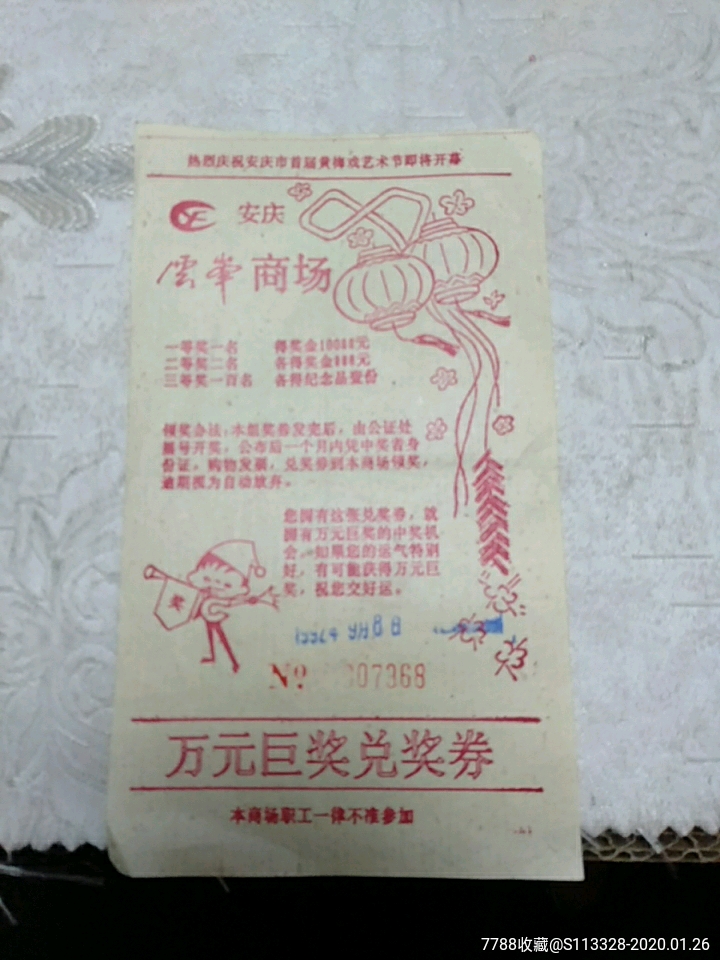 热烈庆祝安庆市首届黄梅戏艺术节即将开幕
YE 安庆
雲峯商场
一等奖一名 得奖金10000元
二等奖二名 各得奖金888元
三等奖一百名 各得纪念品壹份
领奖办法:本组奖券发完后,由公证处
摇号开奖,公布后一个月内凭中奖者身
份证,购物发票,兑奖券到本商场领奖,
逾期视为自动放弃。
您拥有这张兑奖券,就
拥有万元巨奖的中奖机
会,如果您的运气特别
好,有可能获得万元巨
奖,祝您交好运。
奖
№ 007368
万元巨奖兑奖券
本商场职工一律不准参加
7788收藏@S113328-2020.01.26